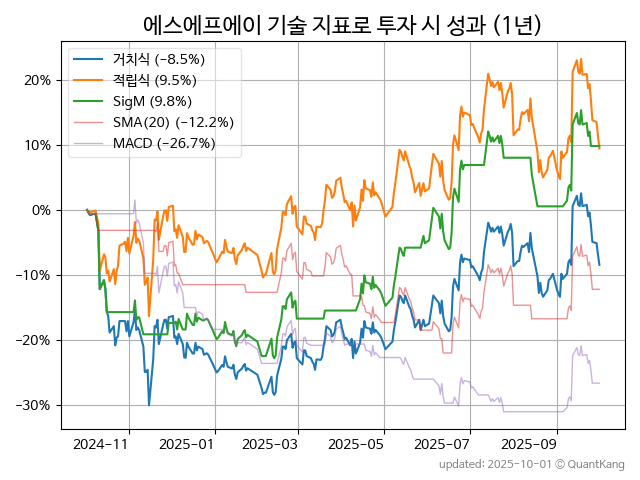 에스에프에이 기술 지표로 투자 시 성과 (1년)
거치식 (−8.5%)
적립식 (9.5%)
SigM (9.8%)
SMA(20) (−12.2%)
MACD (−26.7%)
20%
10%
0%
−10%
−20%
−30%
2024-11
2025-01
2025-03
2025-05
2025-07
2025-09
updated: 2025-10-01 © QuantKang